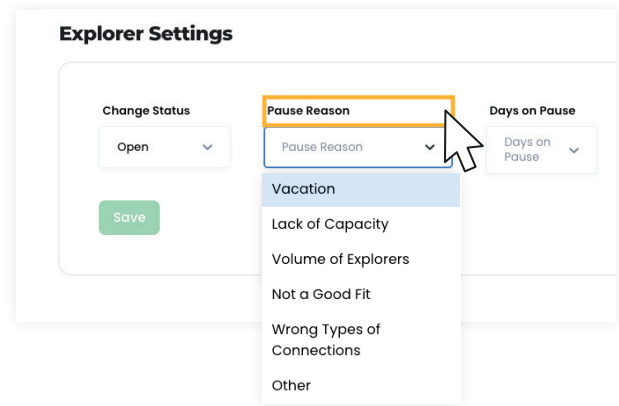 Explorer Settings
Change Status
Pause Reason
Days on Pause
Open
Pause Reason
Days on
Pause
Save
Vacation
Lack of Capacity
Volume of Explorers
Not a Good Fit
Wrong Types of
Connections
Other